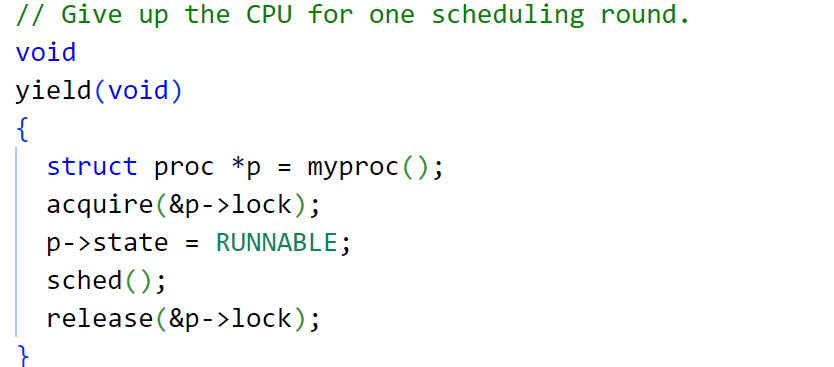 // Give up the CPU for one scheduling round.
void
yield(void)
{
  struct proc *p = myproc();
  acquire(&p->lock);
  p->state = RUNNABLE;
  sched();
  release(&p->lock);
}